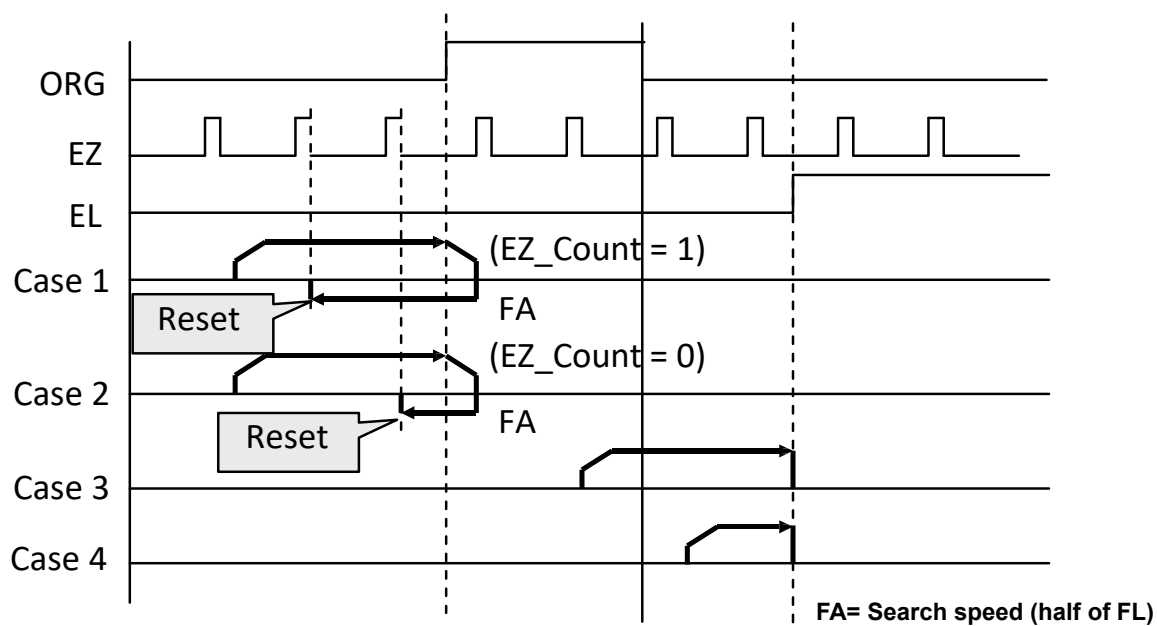 ORG
EZ
EL
(EZ_Count = 1)
Case 1
Reset
FA
(EZ_Count = 0)
Case 2
Reset
FA
Case 3
Case 4
FA= Search speed (half of FL)